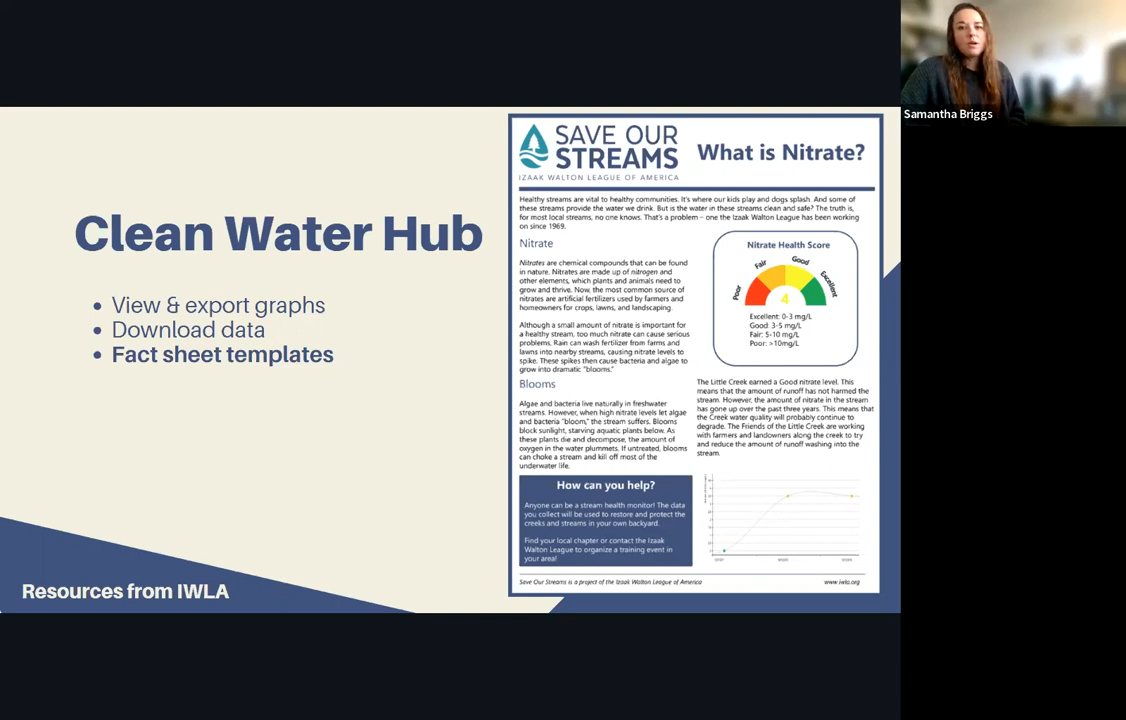 Samantha Briggs
Clean Water Hub
View & export graphs
Download data
Fact sheet templates
Resources from IWLA
SAVE OUR
STREAMS
IZAAK WALTON LEAGUE OF AMERICA
What is Nitrate?
Healthy streams are vital to healthy communities. It's where our kids play and dogs splash. And some of
these streams provide the water we drink. But is the water in these streams clean and safe? The truth is,
for most local streams, no one knows. That's a problem – one the Izaak Walton League has been working
on since 1969.
Nitrate
Nitrates are chemical compounds that can be found
in nature. Nitrates are made up of nitrogen and
other elements, which plants and animals need to
grow and thrive. Now, the most common source of
nitrates are artificial fertilizers used by farmers and
homeowners for crops, lawns, and landscaping.
Although a small amount of nitrate is important for
a healthy stream, too much nitrate can cause serious
problems. Rain can wash fertilizer from farms and
lawns into nearby streams, causing nitrate levels to
spike. These spikes then cause bacteria and algae to
grow into dramatic "blooms."
Blooms
Algae and bacteria live naturally in freshwater
streams. However, when high nitrate levels let algae
and bacteria "bloom," the stream suffers. Blooms
block sunlight, starving aquatic plants below. As
these plants die and decompose, the amount of
oxygen in the water plummets. If untreated, blooms
can choke a stream and kill off most of the
underwater life.
Nitrate Health Score
Poor
Fair
Good
Excellent
4
Excellent: 0-3 mg/L
Good: 3-5 mg/L
Fair: 5-10 mg/L
Poor: >10mg/L
The Little Creek earned a Good nitrate level. This
means that the amount of runoff has not harmed the
stream. However, the amount of nitrate in the stream
has gone up over the past three years. This means that
the Creek water quality will probably continue to
degrade. The Friends of the Little Creek are working
with farmers and landowners along the creek to try
and reduce the amount of runoff washing into the
stream.
How can you help?
Anyone can be a stream health monitor! The data
you collect will be used to restore and protect the
creeks and streams in your own backyard.
Find your local chapter or contact the Izaak
Walton League to organize a training event in
your area!
Save Our Streams is a project of the Izaak Walton League of America
www.iwla.org